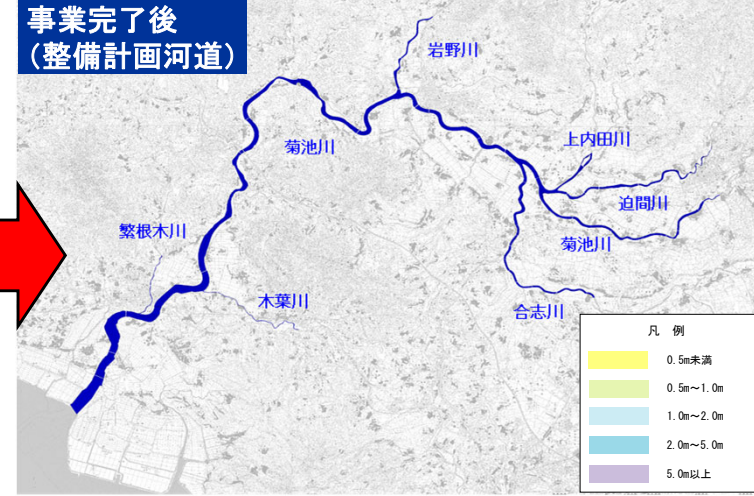 事業完了後
（整備計画河道）
岩野川
上内田川
菊池川
迫間川
繁根木川
菊池川
木葉川
合志川
凡 例
0.5m未満
0.5m～1.0m
1.0m～2.0m
2.0m～5.0m
5.0m以上